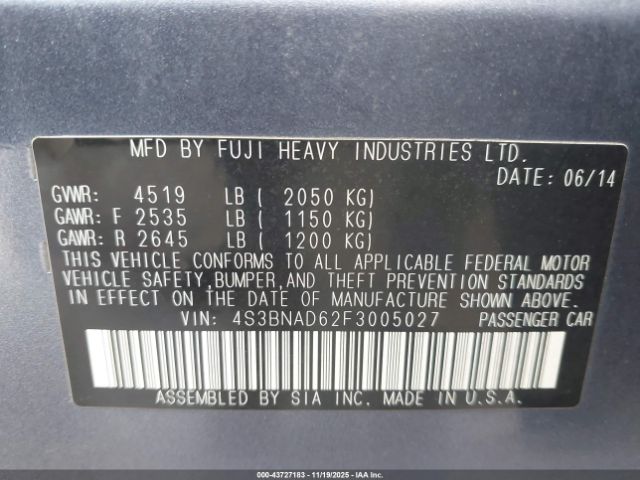 MFD BY FUJI HEAVY INDUSTRIES LTD.
DATE: 06/14
GVWR: 4519 LB ( 2050 KG)
GAWR: F 2535 LB ( 1150 KG)
GAWR: R 2645 LB ( 1200 KG)
THIS VEHICLE CONFORMS TO ALL APPLICABLE FEDERAL MOTOR
VEHICLE SAFETY,BUMPER,AND THEFT PREVENTION STANDARDS
IN EFFECT ON THE DATE OF MANUFACTURE SHOWN ABOVE.
VIN: 4S3BNAD62F3005027 PASSENGER CAR
ASSEMBLED BY SIA INC. MADE IN U.S.A.
000-43727183 - 11/19/2025 - IAAI.COM